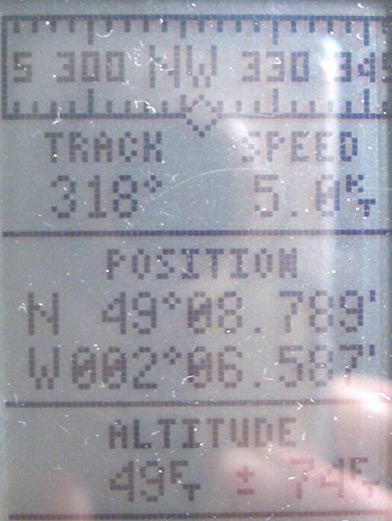 5 300 NW 330 34
TRACK SPEED
318° 5.0KT
POSITION
N 49°08.789'
W002°06.587'
ALTITUDE
49FT ± 74FT